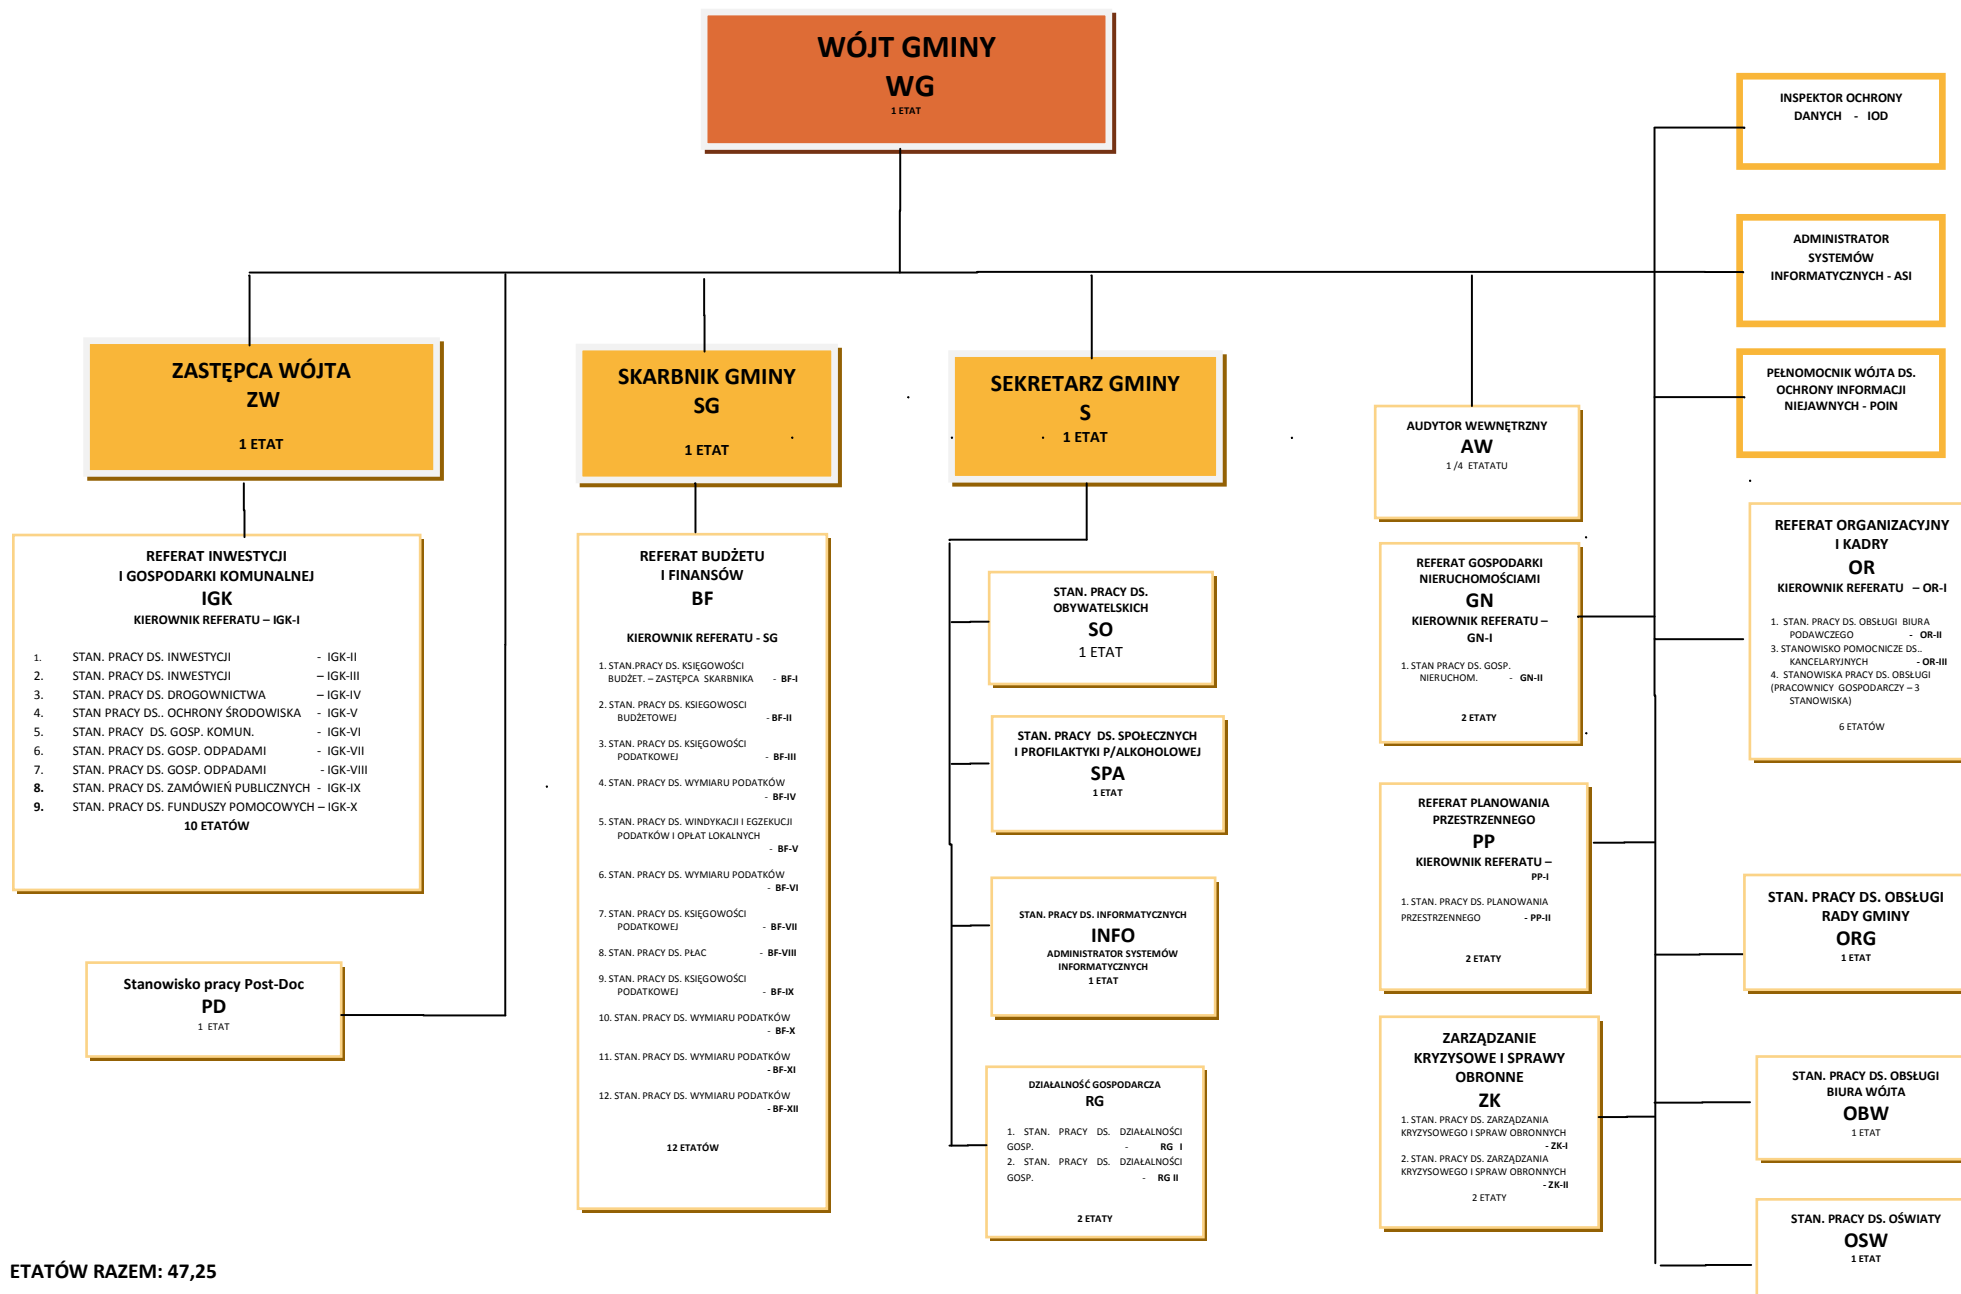 WÓJT GMINY
WG
1 ETAT
INSPEKTOR OCHRONY
DANYCH - IOD
ADMINISTRATOR
SYSTEMÓW
INFORMATYCZNYCH - ASI
PEŁNOMOCNIK WÓJTA DS.
OCHRONY INFORMACJI
NIEJAWNYCH - POIN
ZASTĘPCA WÓJTA
ZW
1 ETAT
SKARBNIK GMINY
SG
1 ETAT
SEKRETARZ GMINY
S
1 ETAT
AUDYTOR WEWNĘTRZNY
AW
1 /4 ETATATU
REFERAT INWESTYCJI
I GOSPODARKI KOMUNALNEJ
IGK
KIEROWNIK REFERATU – IGK-I
1. STAN. PRACY DS. INWESTYCJI - IGK-II
2. STAN. PRACY DS. INWESTYCJI – IGK-III
3. STAN. PRACY DS. DROGOWNICTWA – IGK-IV
4. STAN PRACY DS.. OCHRONY ŚRODOWISKA - IGK-V
5. STAN. PRACY DS. GOSP. KOMUN. - IGK-VI
6. STAN. PRACY DS. GOSP. ODPADAMI - IGK-VII
7. STAN. PRACY DS. GOSP. ODPADAMI - IGK-VIII
8. STAN. PRACY DS. ZAMÓWIEŃ PUBLICZNYCH - IGK-IX
9. STAN. PRACY DS. FUNDUSZY POMOCOWYCH – IGK-X
10 ETATÓW
Stanowisko pracy Post-Doc
PD
1 ETAT
REFERAT BUDŻETU
I FINANSÓW
BF
KIEROWNIK REFERATU - SG
1. STAN.PRACY DS. KSIĘGOWOŚCI
BUDŻET. – ZASTĘPCA SKARBNIKA - BF-I
2. STAN. PRACY DS. KSIEGOWOSCI
BUDŻETOWEJ - BF-II
3. STAN. PRACY DS. KSIĘGOWOŚCI
PODATKOWEJ - BF-III
4. STAN. PRACY DS. WYMIARU PODATKÓW
- BF-IV
5. STAN. PRACY DS. WINDYKACJI I EGZEKUCJI
PODATKÓW I OPŁAT LOKALNYCH
- BF-V
6. STAN. PRACY DS. WYMIARU PODATKÓW
- BF-VI
7. STAN. PRACY DS. KSIĘGOWOŚCI
PODATKOWEJ - BF-VII
8. STAN. PRACY DS. PŁAC - BF-VIII
9. STAN. PRACY DS. KSIĘGOWOŚCI
PODATKOWEJ - BF-IX
10. STAN. PRACY DS. WYMIARU PODATKÓW
- BF-X
11. STAN. PRACY DS. WYMIARU PODATKÓW
- BF-XI
12. STAN. PRACY DS. WYMIARU PODATKÓW
- BF-XII
12 ETATÓW
STAN. PRACY DS.
OBYWATELSKICH
SO
1 ETAT
STAN. PRACY DS. SPOŁECZNYCH
I PROFILAKTYKI P/ALKOHOLOWEJ
SPA
1 ETAT
STAN. PRACY DS. INFORMATYCZNYCH
INFO
ADMINISTRATOR SYSTEMÓW
INFORMATYCZNYCH
1 ETAT
DZIAŁALNOŚĆ GOSPODARCZA
RG
1. STAN. PRACY DS. DZIAŁALNOŚCI
GOSP. - RG I
2. STAN. PRACY DS. DZIAŁALNOŚCI
GOSP. - RG II
2 ETATY
REFERAT GOSPODARKI
NIERUCHOMOŚCIAMI
GN
KIEROWNIK REFERATU –
GN-I
1. STAN PRACY DS. GOSP.
NIERUCHOM. - GN-II
2 ETATY
REFERAT PLANOWANIA
PRZESTRZENNEGO
PP
KIEROWNIK REFERATU –
PP-I
1. STAN. PRACY DS. PLANOWANIA
PRZESTRZENNEGO - PP-II
2 ETATY
ZARZĄDZANIE
KRYZYSOWE I SPRAWY
OBRONNE
ZK
1. STAN. PRACY DS. ZARZĄDZANIA
KRYZYSOWEGO I SPRAW OBRONNYCH
- ZK-I
2. STAN. PRACY DS. ZARZĄDZANIA
KRYZYSOWEGO I SPRAW OBRONNYCH
- ZK-II
2 ETATY
REFERAT ORGANIZACYJNY
I KADRY
OR
KIEROWNIK REFERATU – OR-I
1. STAN. PRACY DS. OBSŁUGI BIURA
PODAWCZEGO - OR-II
3. STANOWISKO POMOCNICZE DS..
KANCELARYJNYCH - OR-III
4. STANOWISKA PRACY DS. OBSŁUGI
(PRACOWNICY GOSPODARCZY – 3
STANOWISKA)
6 ETATÓW
STAN. PRACY DS. OBSŁUGI
RADY GMINY
ORG
1 ETAT
STAN. PRACY DS. OBSŁUGI
BIURA WÓJTA
OBW
1 ETAT
STAN. PRACY DS. OŚWIATY
OSW
1 ETAT
ETATÓW RAZEM: 47,25